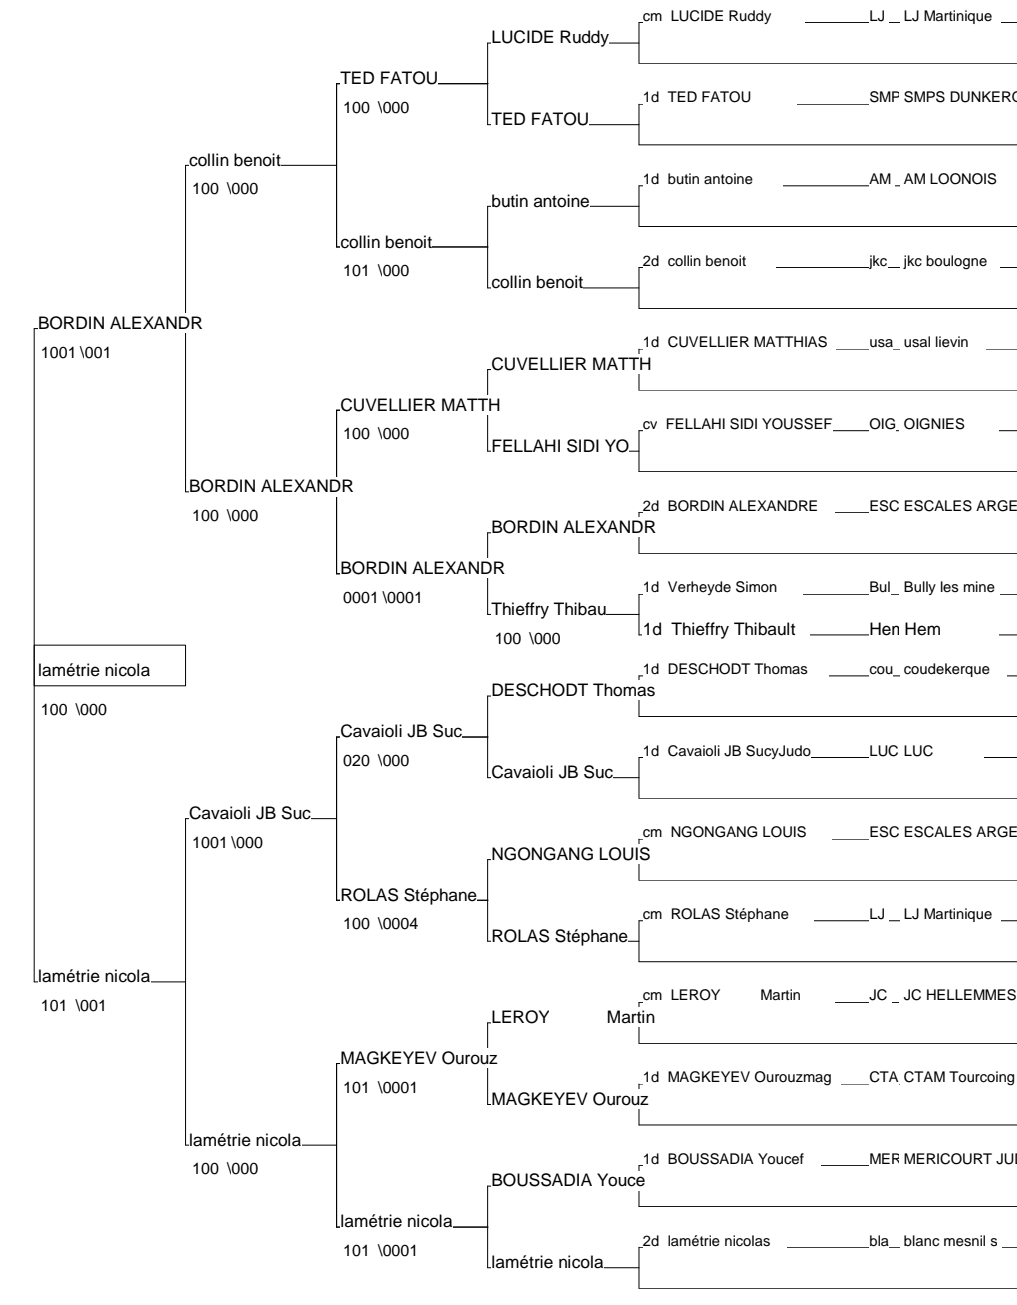 cm LUCIDE Ruddy LJ LJ Martinique
LUCIDE Ruddy
TED FATOU
100 \000
1d TED FATOU SMP SMPS DUNKERQ
TED FATOU
collin benoit
100 \000
1d butin antoine AM AM LOONOIS
butin antoine
collin benoit
101 \000
2d collin benoit jkc jkc boulogne
collin benoit
BORDIN ALEXANDR
1001 \001
1d CUVELLIER MATTHIAS usa usal lievin
CUVELLIER MATTH
CUVELLIER MATTH
100 \000
cv FELLAHI SIDI YOUSSEF OIG OIGNIES
FELLAHI SIDI YO
BORDIN ALEXANDR
100 \000
2d BORDIN ALEXANDRE ESC ESCALES ARGE
BORDIN ALEXANDR
BORDIN ALEXANDR
0001 \0001
1d Verheyde Simon Bul Bully les mine
Thieffry Thibau
100 \000
1d Thieffry Thibault Hem Hem
lamétrie nicola
100 \000
1d DESCHODT Thomas cou coudekerque
DESCHODT Thomas
Cavaioli JB Suc
020 \000
1d Cavaioli JB SucyJudo LUC LUC
Cavaioli JB Suc
Cavaioli JB Suc
1001 \000
cm NGONGANG LOUIS ESC ESCALES ARGE
NGONGANG LOUIS
ROLAS Stéphane
100 \0004
cm ROLAS Stéphane LJ LJ Martinique
ROLAS Stéphane
lamétrie nicola
101 \001
cm LEROY Martin JC JC HELLEMMES
LEROY Martin
MAGKEYEV Ourouz
101 \0001
1d MAGKEYEV Ourouzmag CTA CTAM Tourcoing
MAGKEYEV Ourouz
lamétrie nicola
100 \000
1d BOUSSADIA Youcef MER MERICOURT JUD
BOUSSADIA Youce
lamétrie nicola
101 \0001
2d lamétrie nicolas bla blanc mesnil s
lamétrie nicola